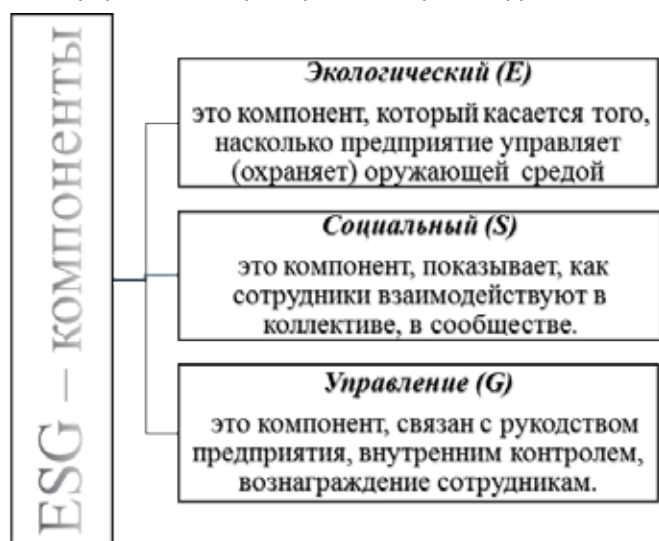 ESG – компоненты
Экологический (E)
это компонент, который касается того,
насколько предприятие управляет
(охраняет) оружающей средой
Социальный (S)
это компонент, показывает, как
сотрудники взаимодействуют в
коллективе, в сообществе.
Управление (G)
это компонент, связан с рукодством
предприятия, внутренним контролем,
вознаграждение сотрудникам.